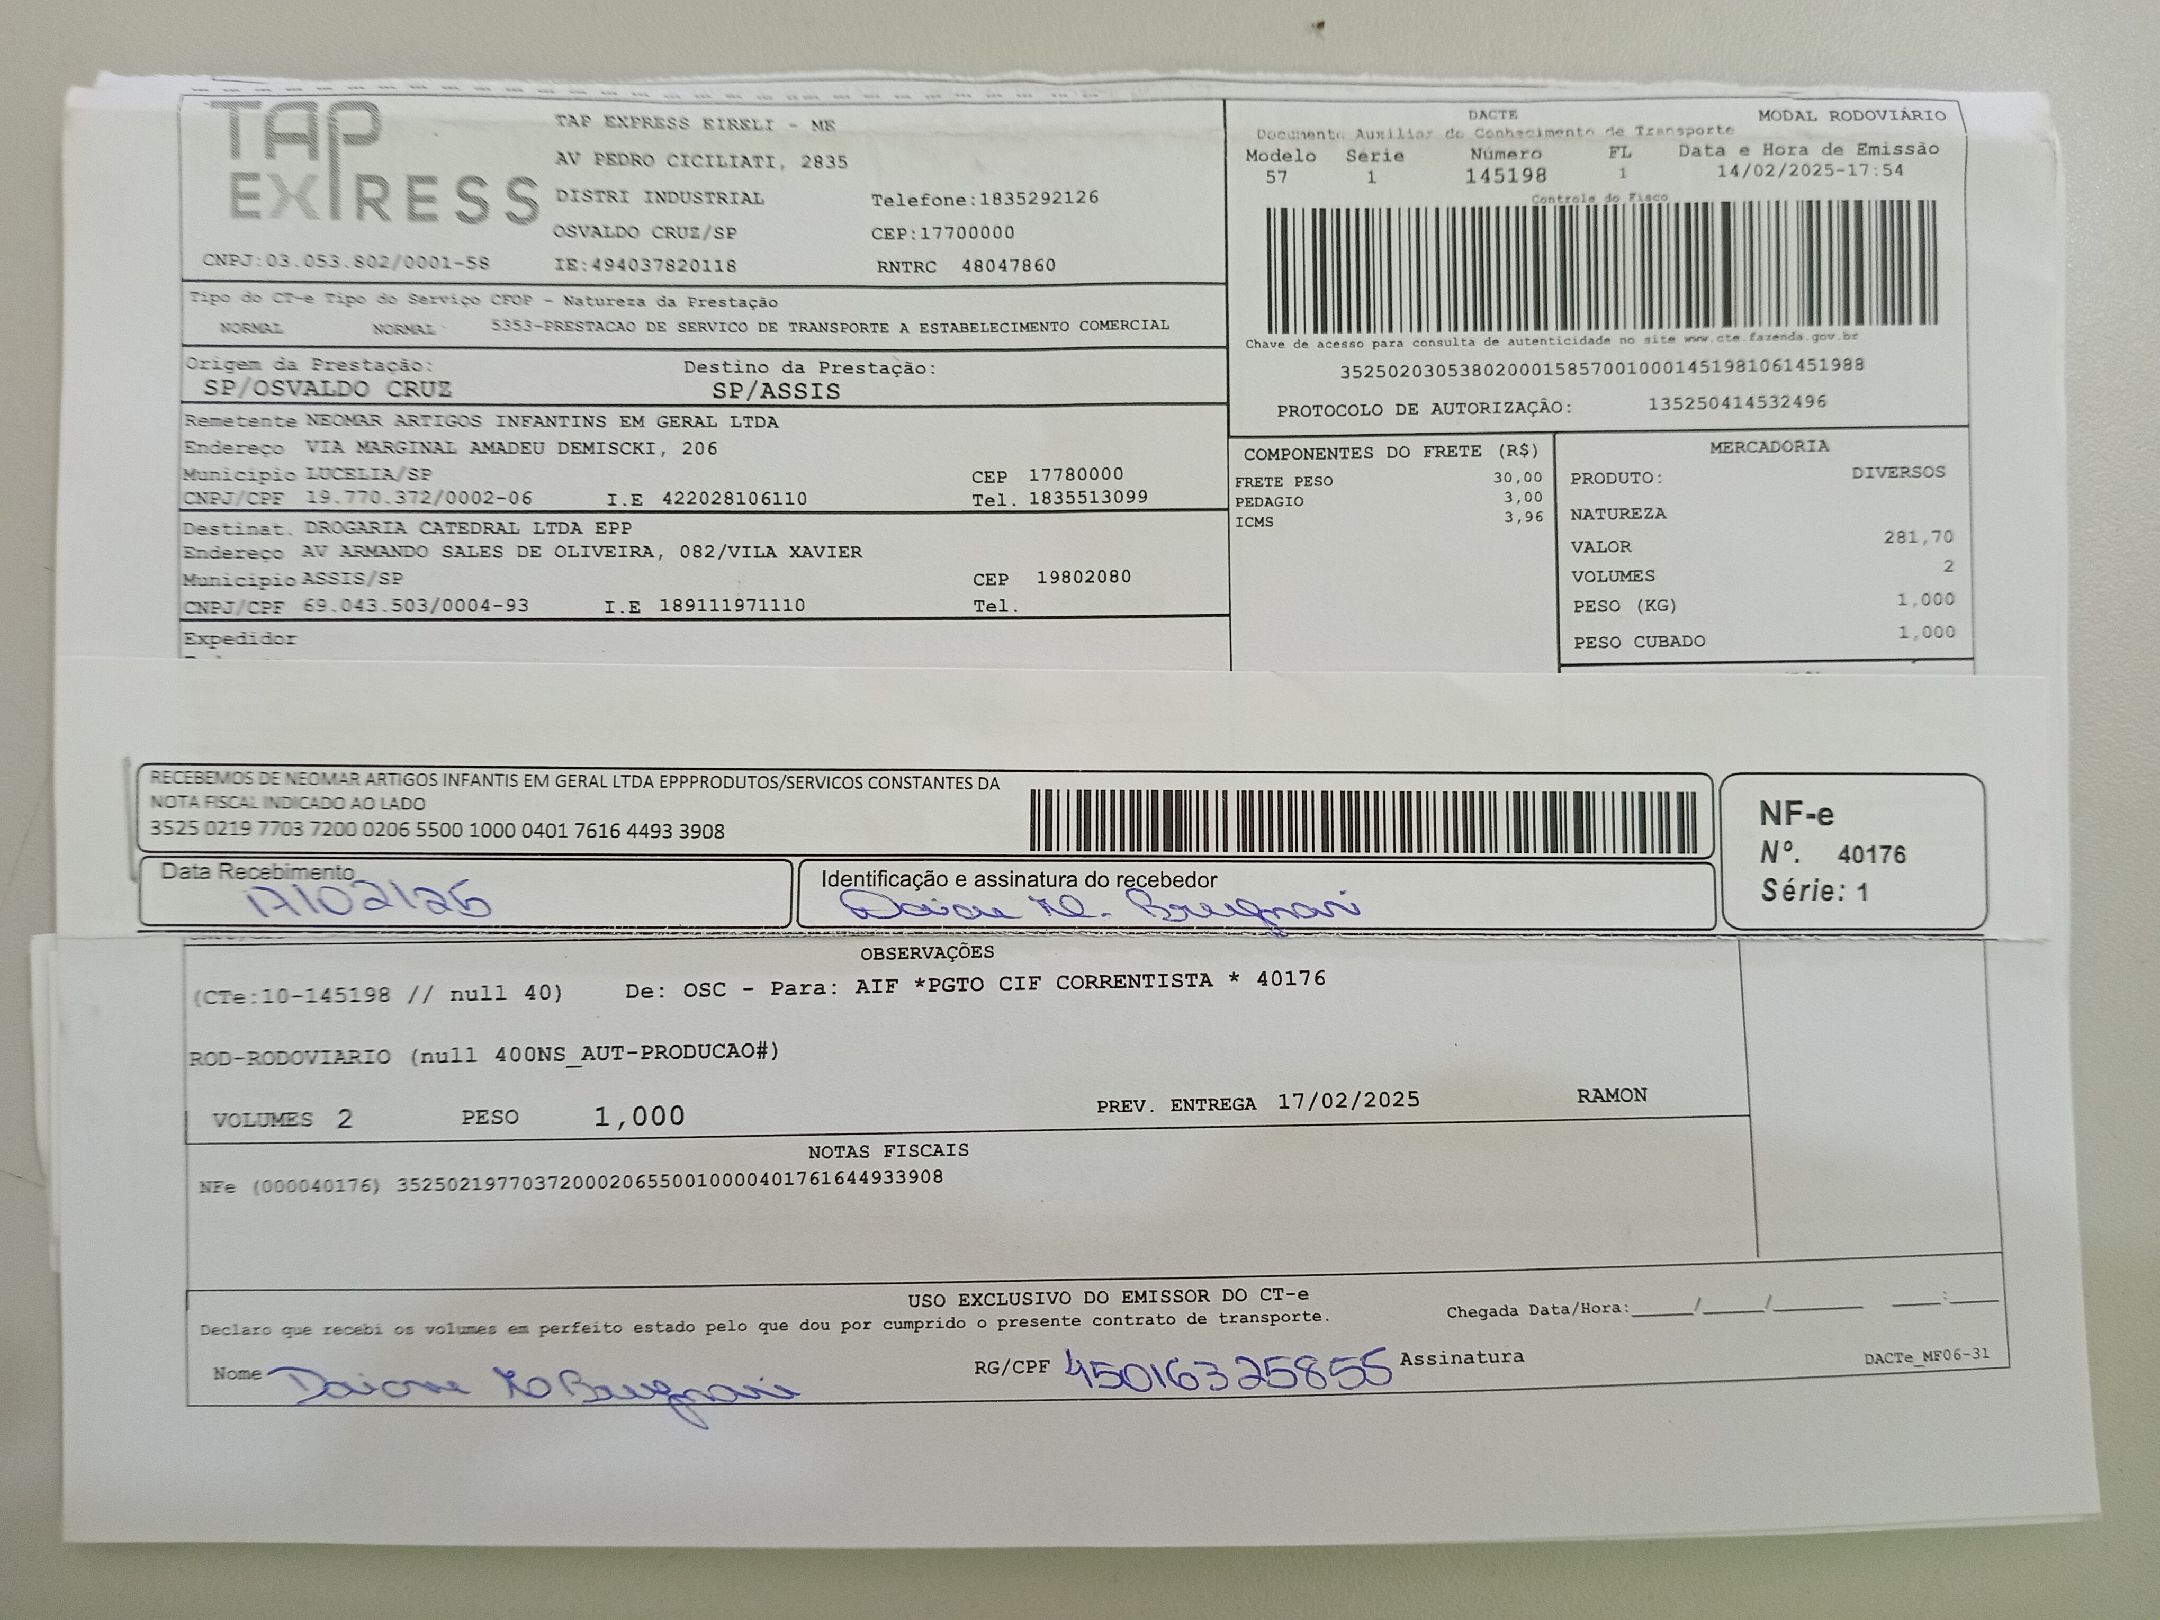 TAP EXPRESS
TAP EXPRESS EIRELI - ME
AV PEDRO CICILIATI, 2835
DISTRI INDUSTRIAL Telefone:1835292126
OSVALDO CRUZ/SP CEP:17700000
CNPJ:03.053.802/0001-58 IE:494037820118 RNTRC 48047860
DACTE MODAL RODOVIÁRIO
Documento Auxiliar do Conhecimento de Transporte
Modelo Série Número FL Data e Hora de Emissão
57 1 145198 1 14/02/2025-17:54
Controle do Fisco
Chave de acesso para consulta de autenticidade no site www.cte.fazenda.gov.br
35250203053802000158570010001451981061451988
PROTOCOLO DE AUTORIZAÇÃO: 135250414532496
Tipo do CT-e Tipo do Serviço CFOP - Natureza da Prestação
NORMAL NORMAL 5353-PRESTACAO DE SERVICO DE TRANSPORTE A ESTABELECIMENTO COMERCIAL
Origem da Prestação: Destino da Prestação:
SP/OSVALDO CRUZ SP/ASSIS
Remetente NEOMAR ARTIGOS INFANTINS EM GERAL LTDA
Endereço VIA MARGINAL AMADEU DEMISCKI, 206
Municipio LUCELIA/SP CEP 17780000
CNPJ/CPF 19.770.372/0002-06 I.E 422028106110 Tel. 1835513099
Destinat. DROGARIA CATEDRAL LTDA EPP
Endereço AV ARMANDO SALES DE OLIVEIRA, 082/VILA XAVIER
Municipio ASSIS/SP CEP 19802080
CNPJ/CPF 69.043.503/0004-93 I.E 189111971110 Tel.
Expedidor
COMPONENTES DO FRETE (R$)
FRETE PESO 30,00
PEDAGIO 3,00
ICMS 3,96
MERCADORIA
PRODUTO: DIVERSOS
NATUREZA
VALOR 281,70
VOLUMES 2
PESO (KG) 1,000
PESO CUBADO 1,000
RECEBEMOS DE NEOMAR ARTIGOS INFANTIS EM GERAL LTDA EPPPRODUTOS/SERVICOS CONSTANTES DA
NOTA FISCAL INDICADO AO LADO
3525 0219 7703 7200 0206 5500 1000 0401 7616 4493 3908
NF-e
Nº. 40176
Série: 1
Data Recebimento
17/02/25
Identificação e assinatura do recebedor
OBSERVAÇÕES
(CTe:10-145198 // null 40) De: OSC - Para: AIF *PGTO CIF CORRENTISTA * 40176
ROD-RODOVIARIO (null 400NS_AUT-PRODUCAO#)
VOLUMES 2 PESO 1,000 PREV. ENTREGA 17/02/2025 RAMON
NOTAS FISCAIS
NFe (000040176) 35250219770372000206550010000401761644933908
USO EXCLUSIVO DO EMISSOR DO CT-e
Declaro que recebi os volumes em perfeito estado pelo que dou por cumprido o presente contrato de transporte.
Chegada Data/Hora:_____/_____/_______ ____:____
Nome RG/CPF 45016325855 Assinatura
DACTe_MF06-31